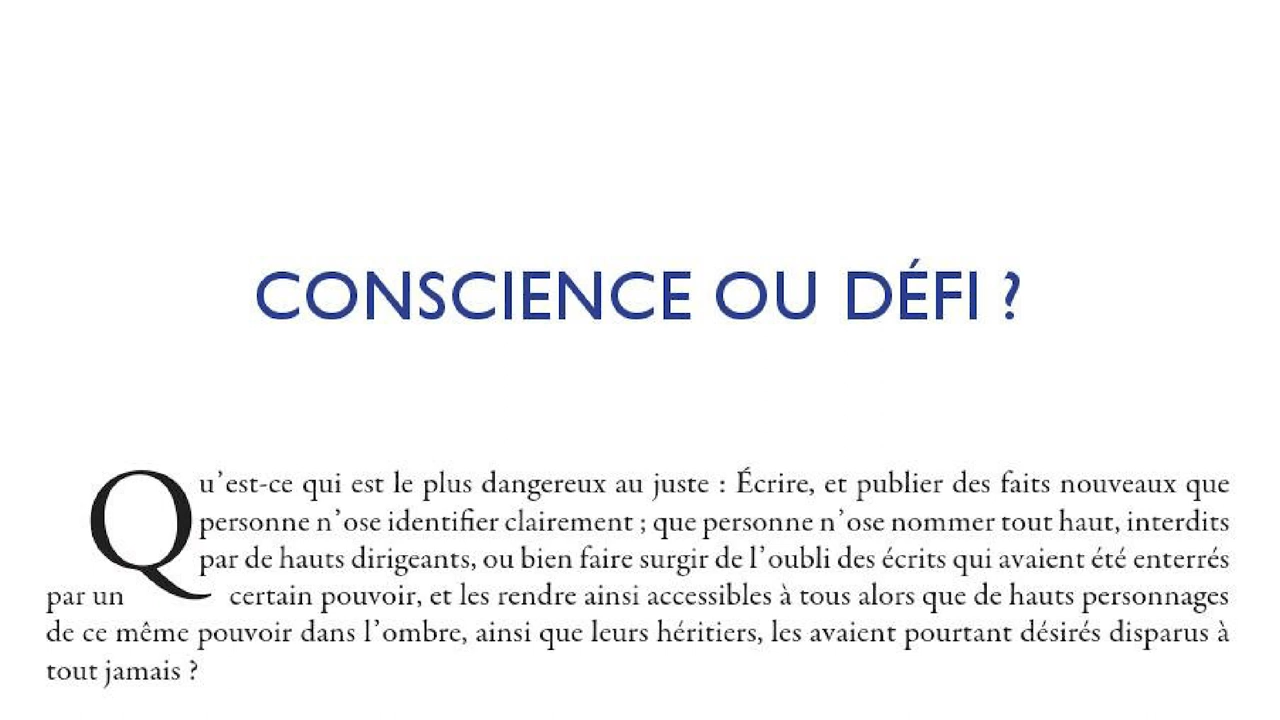 CONSCIENCE OU DÉFI ?
Qu’est-ce qui est le plus dangereux au juste : Écrire, et publier des faits nouveaux que
personne n’ose identifier clairement ; que personne n’ose nommer tout haut, interdits
par de hauts dirigeants, ou bien faire surgir de l’oubli des écrits qui avaient été enterrés
par un certain pouvoir, et les rendre ainsi accessibles à tous alors que de hauts personnages
de ce même pouvoir dans l’ombre, ainsi que leurs héritiers, les avaient pourtant désirés disparus à
tout jamais ?